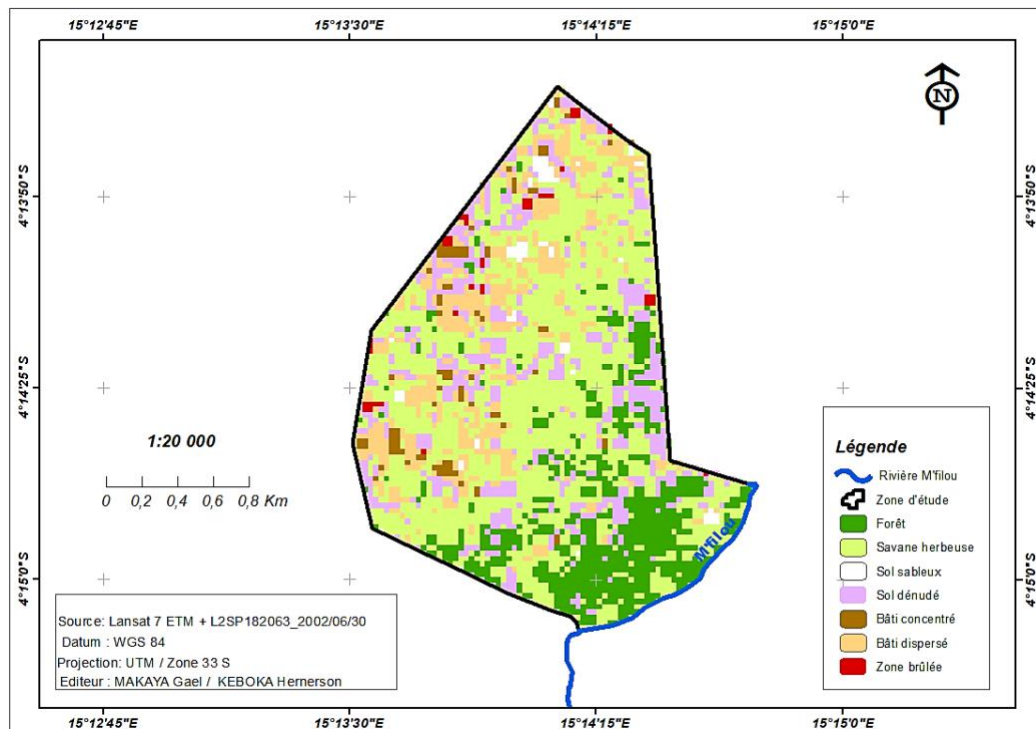 15°12'45"E 15°13'30"E 15°14'15"E 15°15'0"E
N
4°13'50"S 4°13'50"S
4°14'25"S 4°14'25"S
1:20 000
0 0,2 0,4 0,6 0,8 Km
Légende
Rivière M'filou
Zone d'étude
Forêt
Savane herbeuse
Sol sableux
Sol dénudé
Bâti concentré
Bâti dispersé
Zone brûlée
M'filou
4°15'0"S 4°15'0"S
Source: Lansat 7 ETM + L2SP182063_2002/06/30
Datum : WGS 84
Projection: UTM / Zone 33 S
Editeur : MAKAYA Gael / KEBOKA Hernerson
15°12'45"E 15°13'30"E 15°14'15"E 15°15'0"E